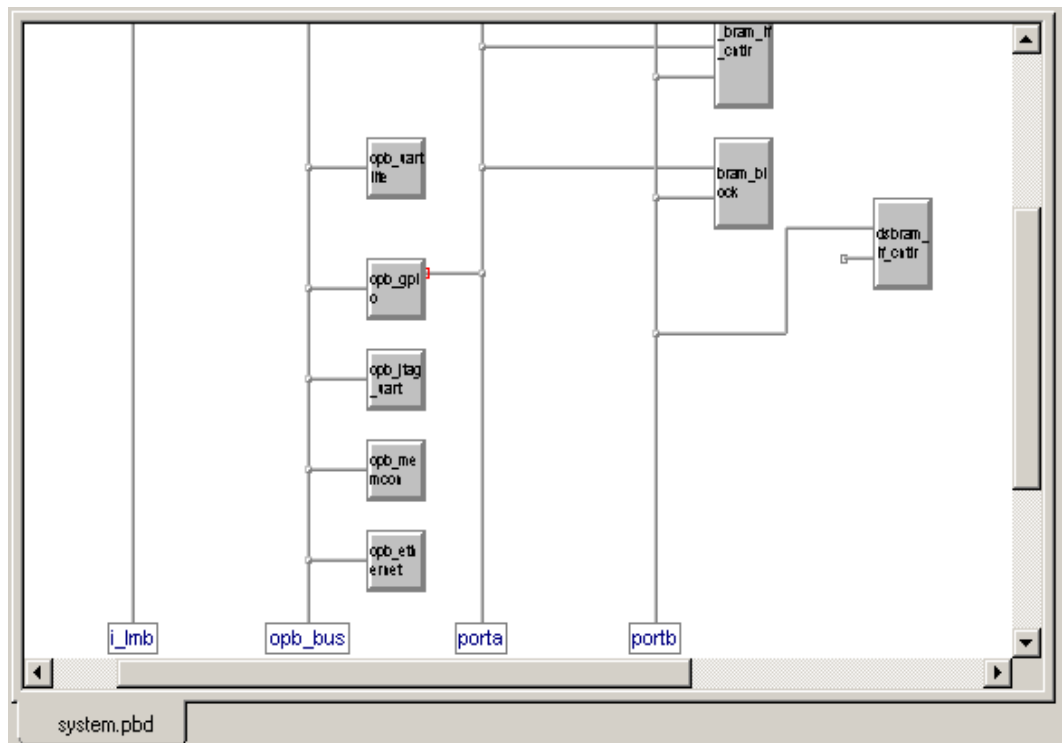 _bram_if
_cntlr
opb_uart
lite
bram_bl
ock
dsbram_
if_cntlr
opb_gpi
o
opb_jtag
_uart
opb_me
mcon
opb_eth
ernet
i_lmb
opb_bus
porta
portb
system.pbd